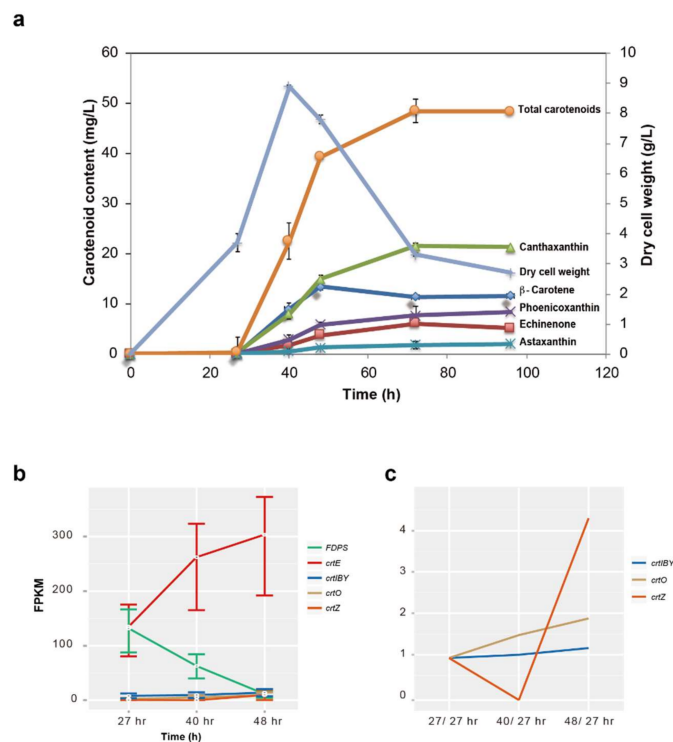 a
60
50
40
30
20
10
0
Carotenoid content (mg/L)
10
9
8
7
6
5
4
3
2
1
0
Dry cell weight (g/L)
Total carotenoids
Canthaxanthin
Dry cell weight
β- Carotene
Phoenicoxanthin
Echinenone
Astaxanthin
0 20 40 60 80 100 120
Time (h)
b
FPKM
300
200
100
0
27 hr 40 hr 48 hr
Time (h)
FDPS
crtE
crtIBY
crtO
crtZ
c
4
3
2
1
0
27/ 27 hr 40/ 27 hr 48/ 27 hr
crtIBY
crtO
crtZ